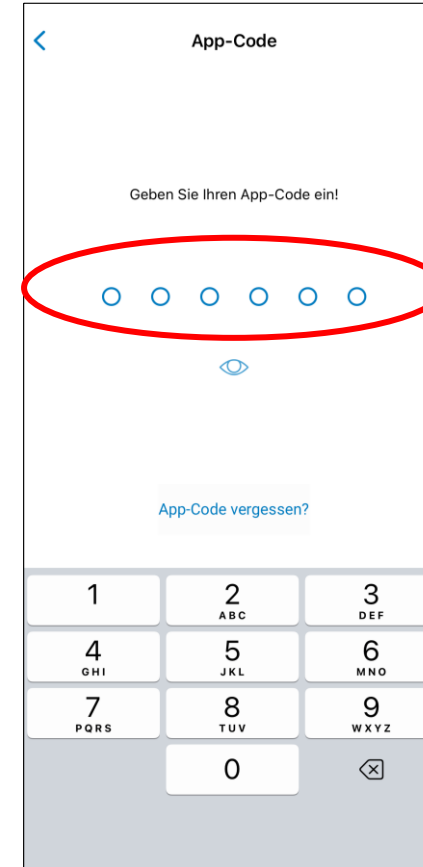 App-Code
Geben Sie Ihren App-Code ein!
App-Code vergessen?
1 2 3
ABC DEF
4 5 6
GHI JKL MNO
7 8 9
PQRS TUV WXYZ
0